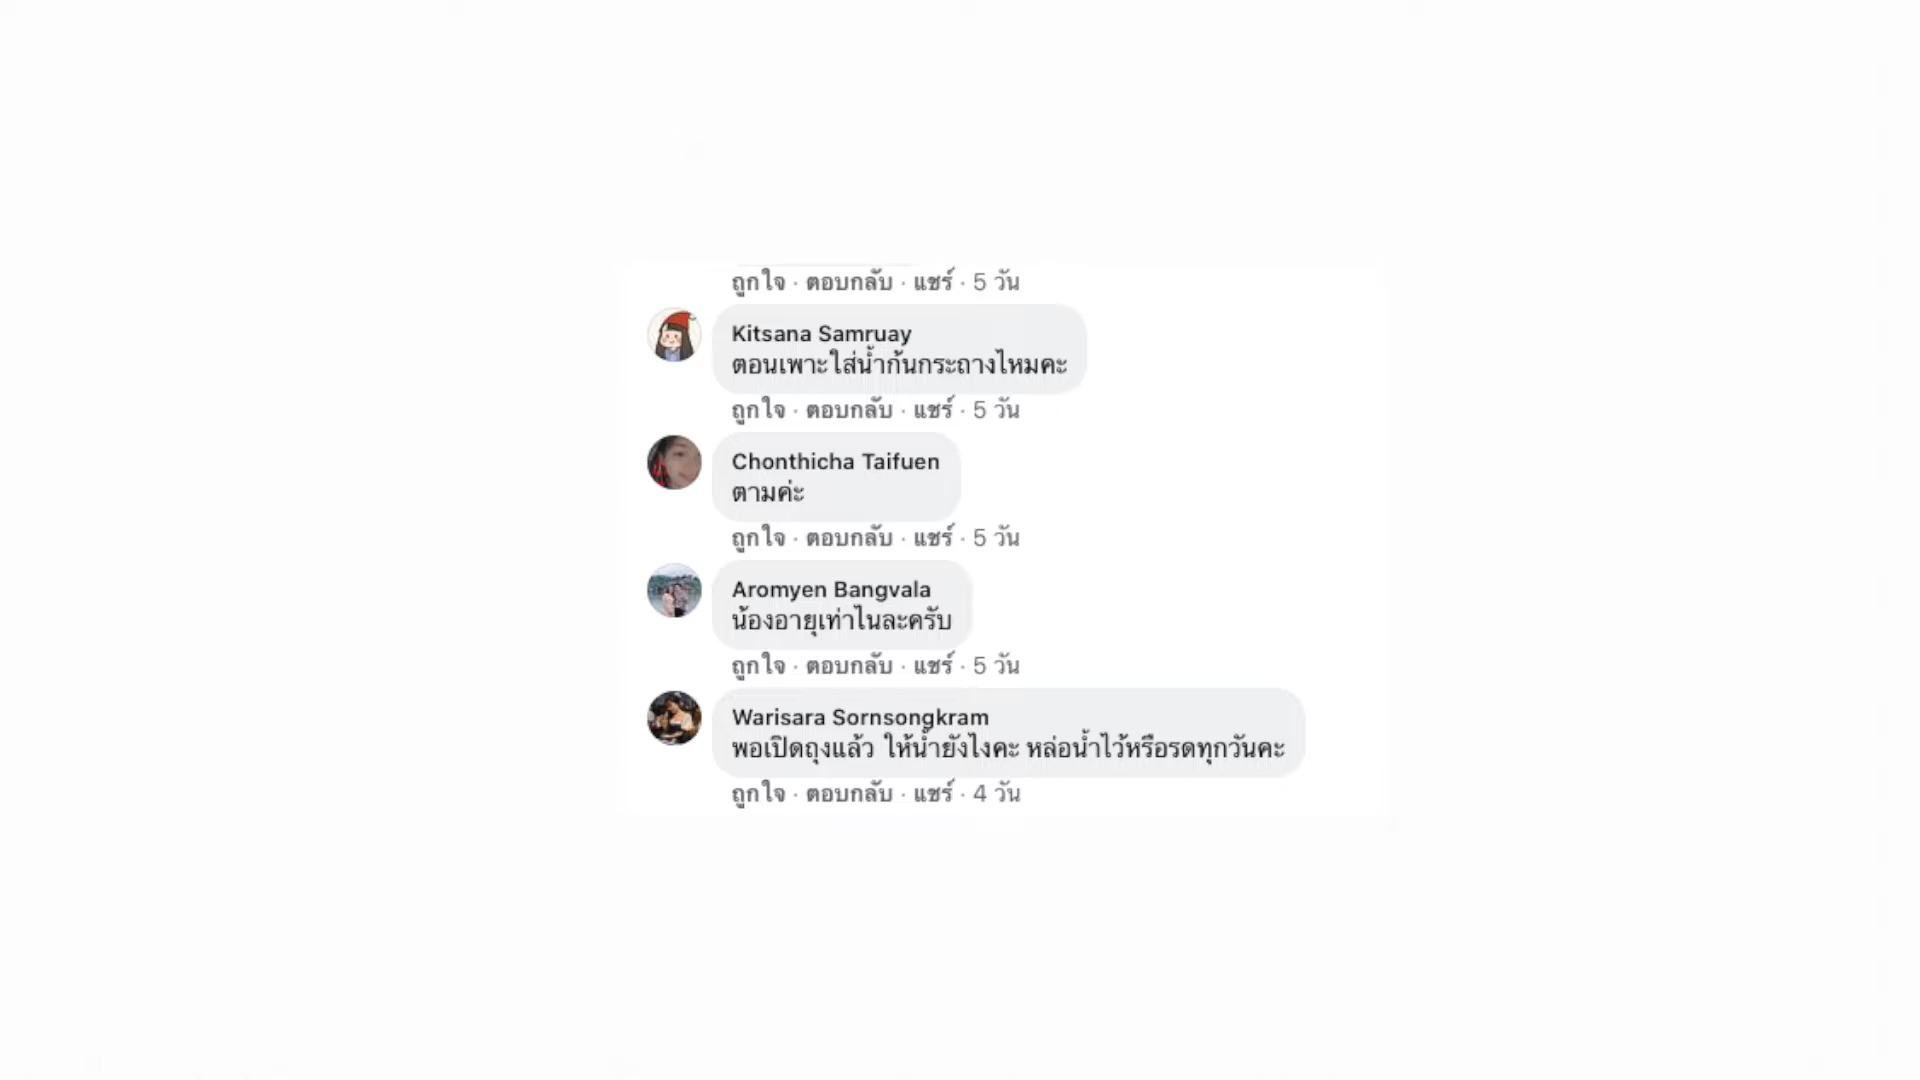 ถูกใจ · ตอบกลับ · แชร์ · 5 วัน
Kitsana Samruay
ตอนเพาะใส่น้ำก้นกระถางไหมคะ
ถูกใจ · ตอบกลับ · แชร์ · 5 วัน
Chonthicha Taifuen
ตามค่ะ
ถูกใจ · ตอบกลับ · แชร์ · 5 วัน
Aromyen Bangvala
น้องอายุเท่าไนละครับ
ถูกใจ · ตอบกลับ · แชร์ · 5 วัน
Warisara Sornsongkram
พอเปิดถุงแล้ว ให้น้ำยังไงคะ หล่อน้ำไว้หรือรดทุกวันคะ
ถูกใจ · ตอบกลับ · แชร์ · 4 วัน